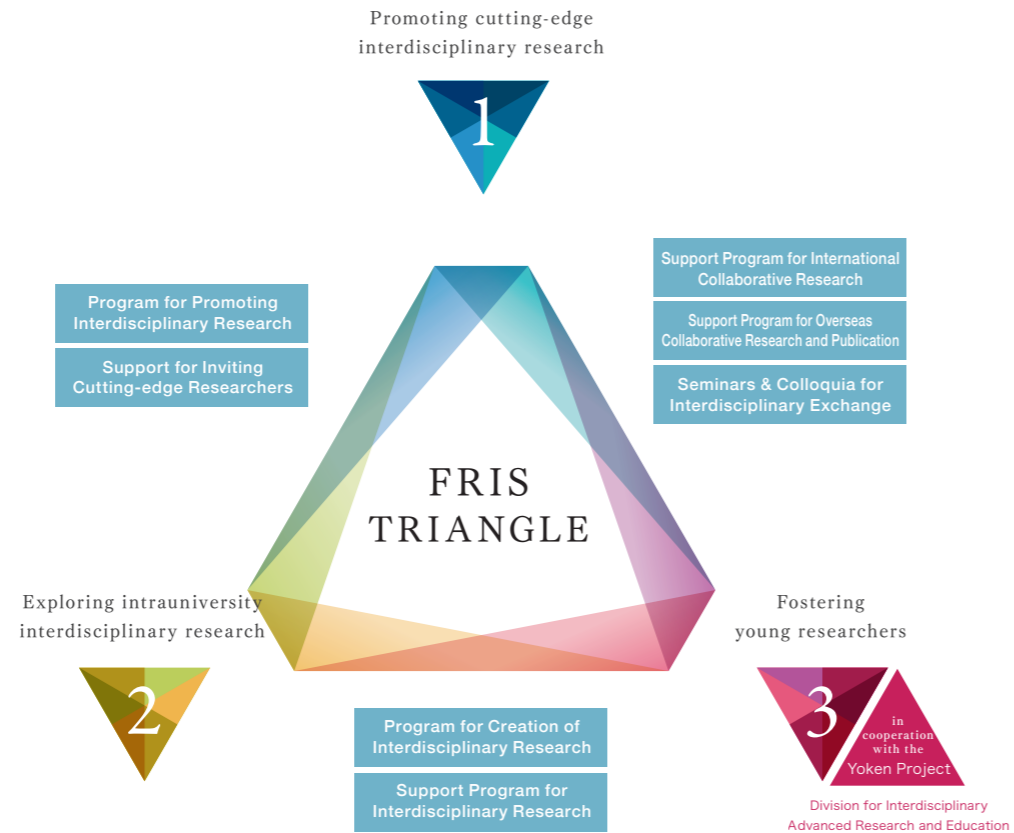 Promoting cutting-edge
interdisciplinary research
1
Support Program for International
Collaborative Research
Support Program for Overseas
Collaborative Research and Publication
Seminars & Colloquia for
Interdisciplinary Exchange
Program for Promoting
Interdisciplinary Research
Support for Inviting
Cutting-edge Researchers
FRIS
TRIANGLE
Exploring intrauniversity
interdisciplinary research
2
Fostering
young researchers
3
in
cooperation
with the
Yoken Project
Division for Interdisciplinary
Advanced Research and Education
Program for Creation of
Interdisciplinary Research
Support Program for
Interdisciplinary Research